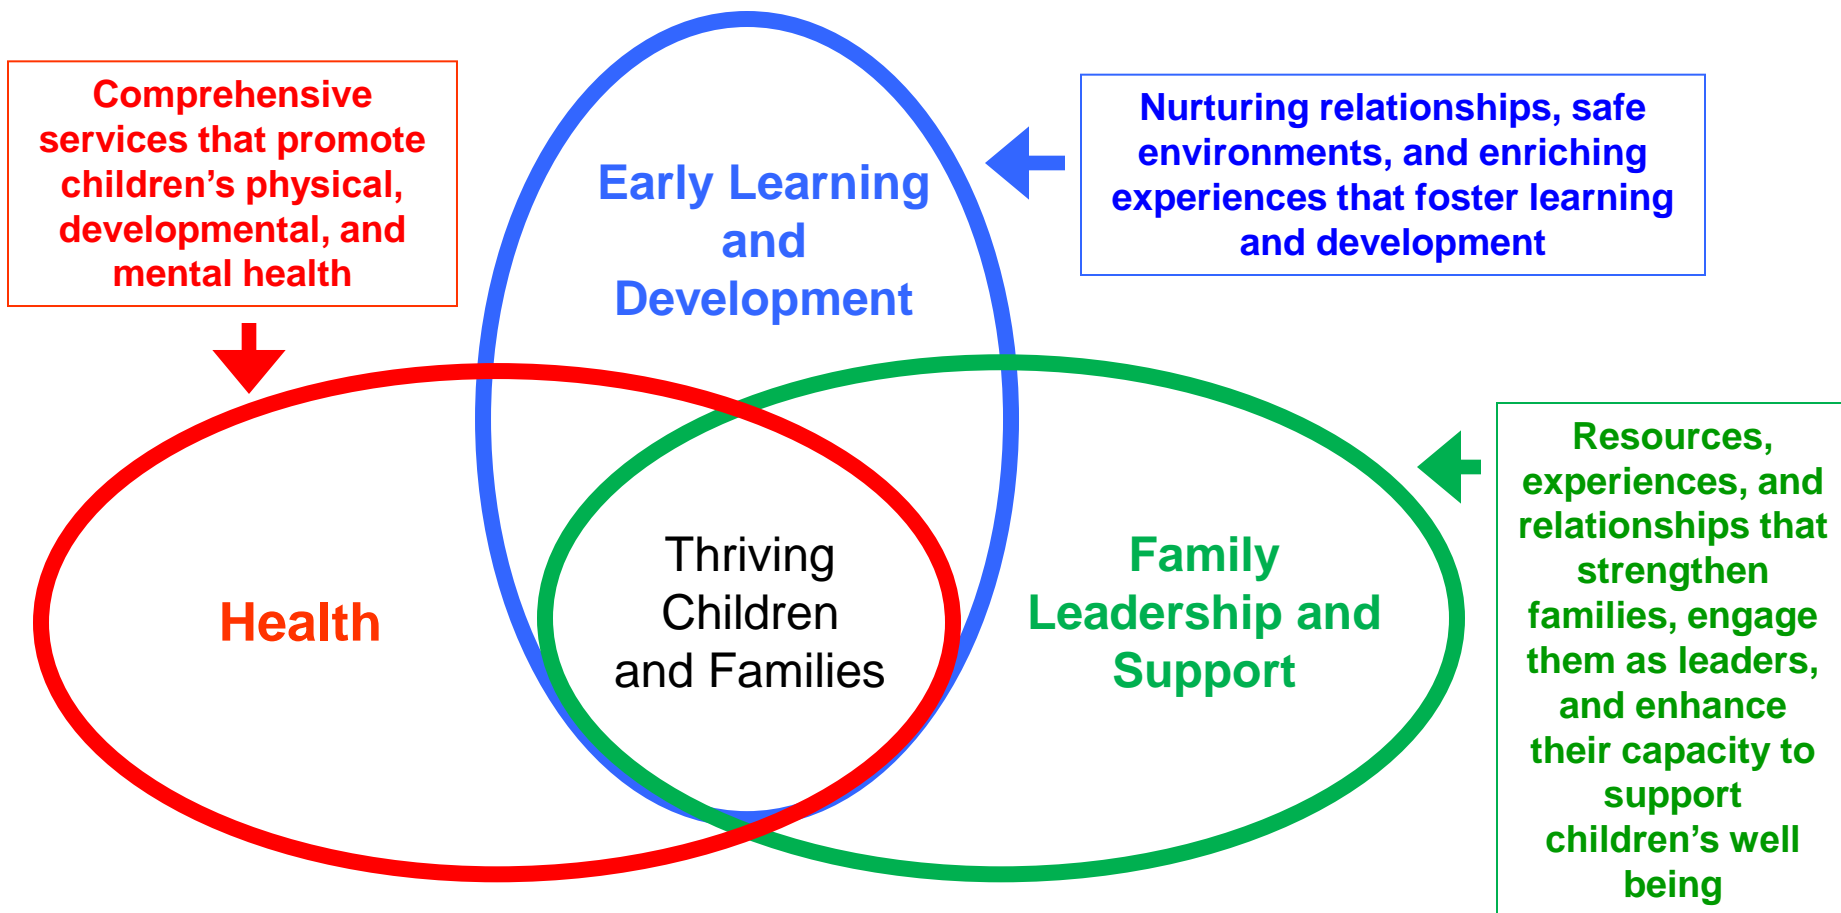 Comprehensive
services that promote
children’s physical,
developmental, and
mental health
Early Learning
and
Development
Nurturing relationships, safe
environments, and enriching
experiences that foster learning
and development
Health
Thriving
Children
and Families
Family
Leadership and
Support
Resources,
experiences, and
relationships that
strengthen
families, engage
them as leaders,
and enhance
their capacity to
support
children’s well
being